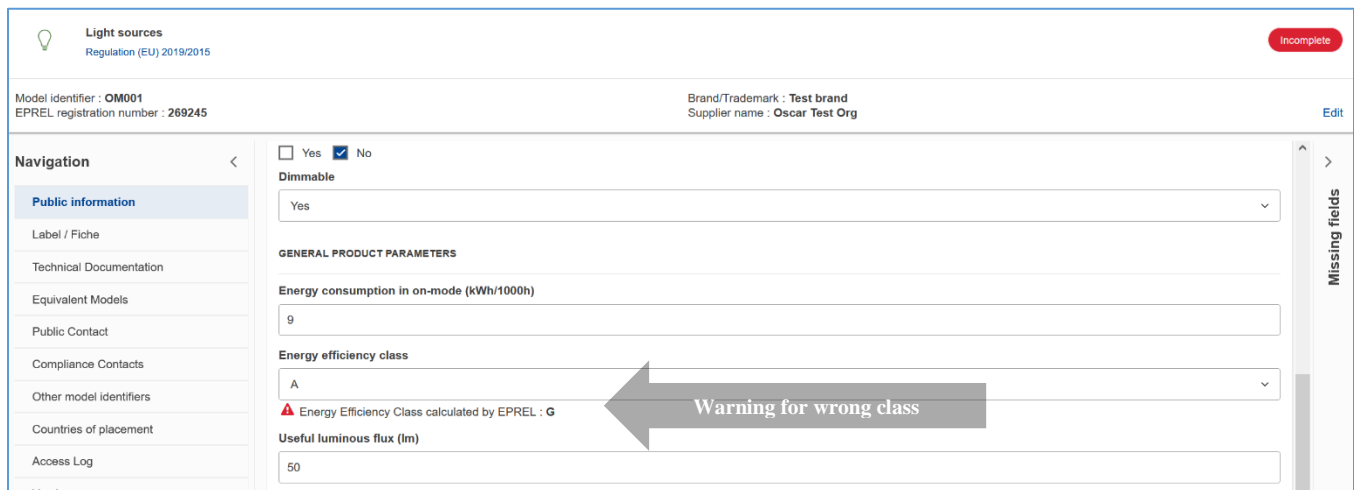 Light sources
Regulation (EU) 2019/2015
Incomplete
Model identifier : OM001
EPREL registration number : 269245
Brand/Trademark : Test brand
Supplier name : Oscar Test Org
Edit
Navigation
Public information
Label / Fiche
Technical Documentation
Equivalent Models
Public Contact
Compliance Contacts
Other model identifiers
Countries of placement
Access Log
Yes No
Dimmable
Yes
GENERAL PRODUCT PARAMETERS
Energy consumption in on-mode (kWh/1000h)
9
Energy efficiency class
A
Energy Efficiency Class calculated by EPREL : G
Warning for wrong class
Useful luminous flux (lm)
50
Missing fields